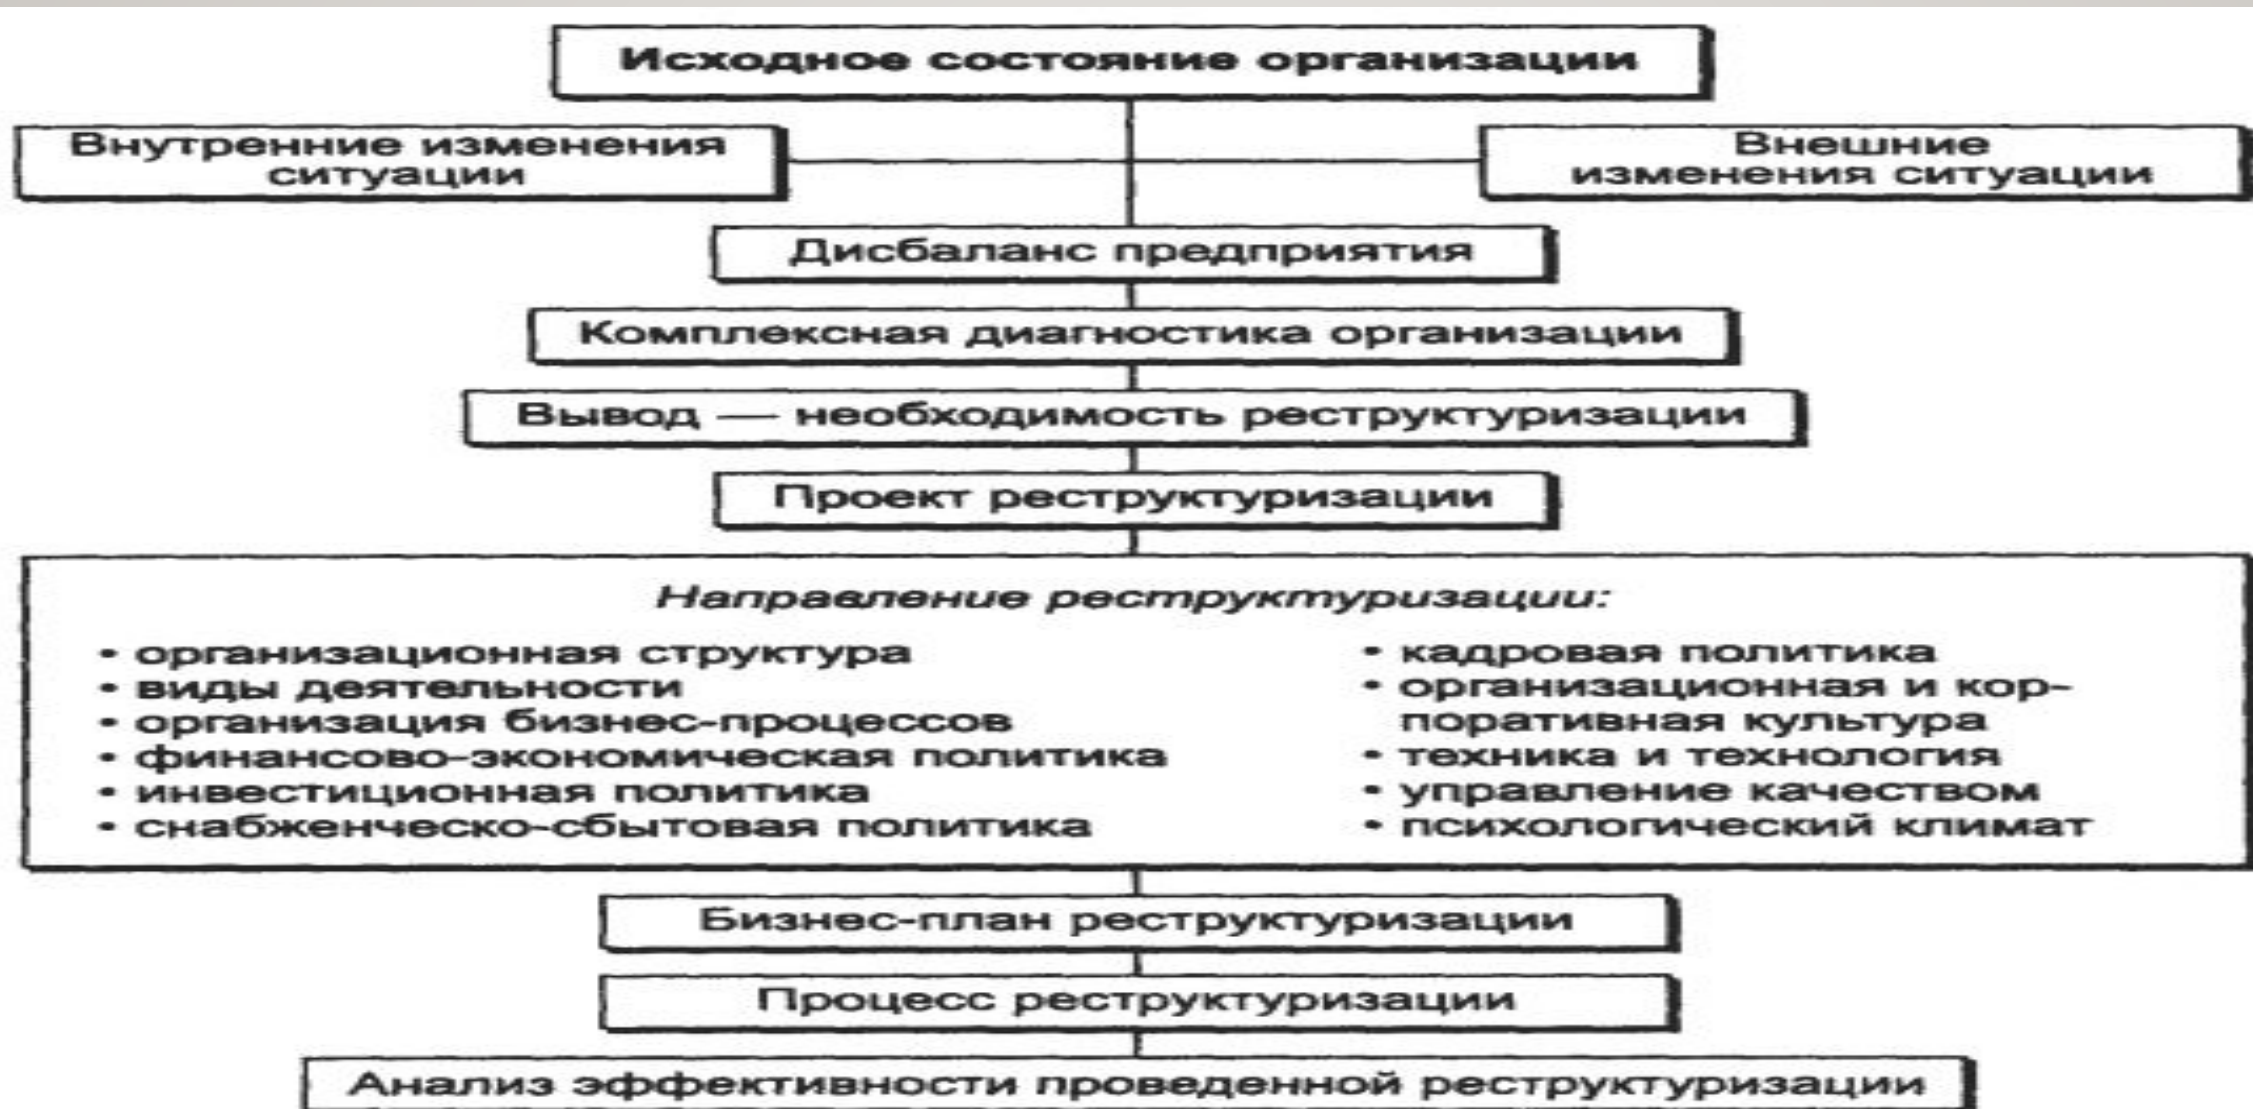 Исходное состояние организации
Внутренние изменения
ситуации
Внешние
изменения ситуации
Дисбаланс предприятия
Комплексная диагностика организации
Вывод — необходимость реструктуризации
Проект реструктуризации
Направление реструктуризации:
• организационная структура
• виды деятельности
• организация бизнес-процессов
• финансово-экономическая политика
• инвестиционная политика
• снабженческо-сбытовая политика
• кадровая политика
• организационная и кор-
поративная культура
• техника и технология
• управление качеством
• психологический климат
Бизнес-план реструктуризации
Процесс реструктуризации
Анализ эффективности проведенной реструктуризации